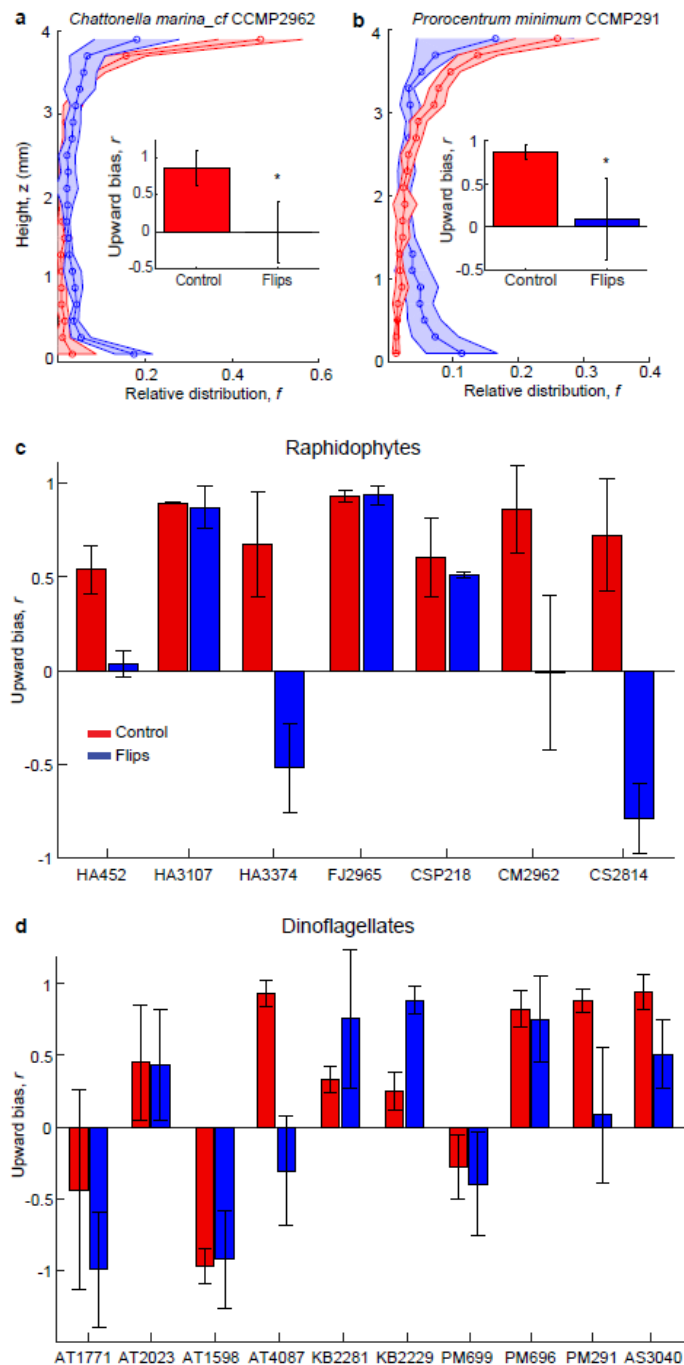 a Chattonella marina_cf CCMP2962
b Prorocentrum minimum CCMP291
4
3
2
1
0
Height, z (mm)
0.2 0.4 0.6
Relative distribution, f
1
0.5
0
-0.5
Upward bias, r
*
Control Flips
4
3
2
1
0
0.1 0.2 0.3 0.4
Relative distribution, f
1
0.5
0
-0.5
Upward bias, r
*
Control Flips
c Raphidophytes
1
0.5
0
-0.5
-1
Upward bias, r
Control
Flips
HA452 HA3107 HA3374 FJ2965 CSP218 CM2962 CS2814
d Dinoflagellates
1
0.5
0
-0.5
-1
Upward bias, r
AT1771 AT2023 AT1598 AT4087 KB2281 KB2229 PM699 PM696 PM291 AS3040